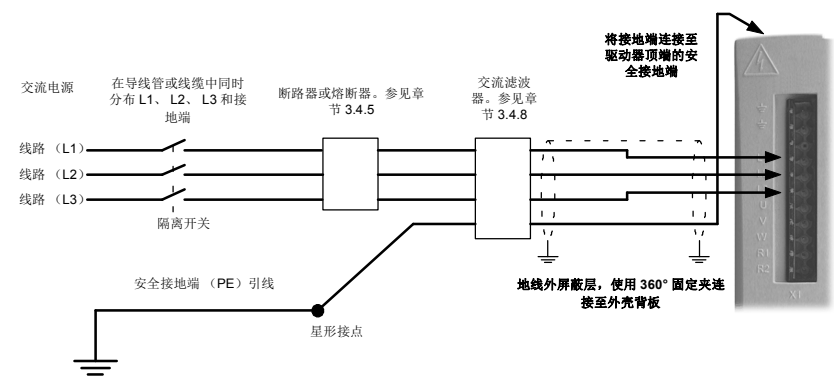 将接地端连接至
驱动器顶端的安
全接地端
交流电源
在导线管或线缆中同时
分布 L1、 L2、 L3 和接
地端
断路器或熔断器。参见章
节 3.4.5
交流滤波
器。参见章
节 3.4.8
线路 （L1）
线路 （L2）
线路 （L3）
隔离开关
U
V
W
R1
R2
X1
安全接地端 （PE）引线
地线外屏蔽层，使用 360° 固定夹连
接至外壳背板
星形接点